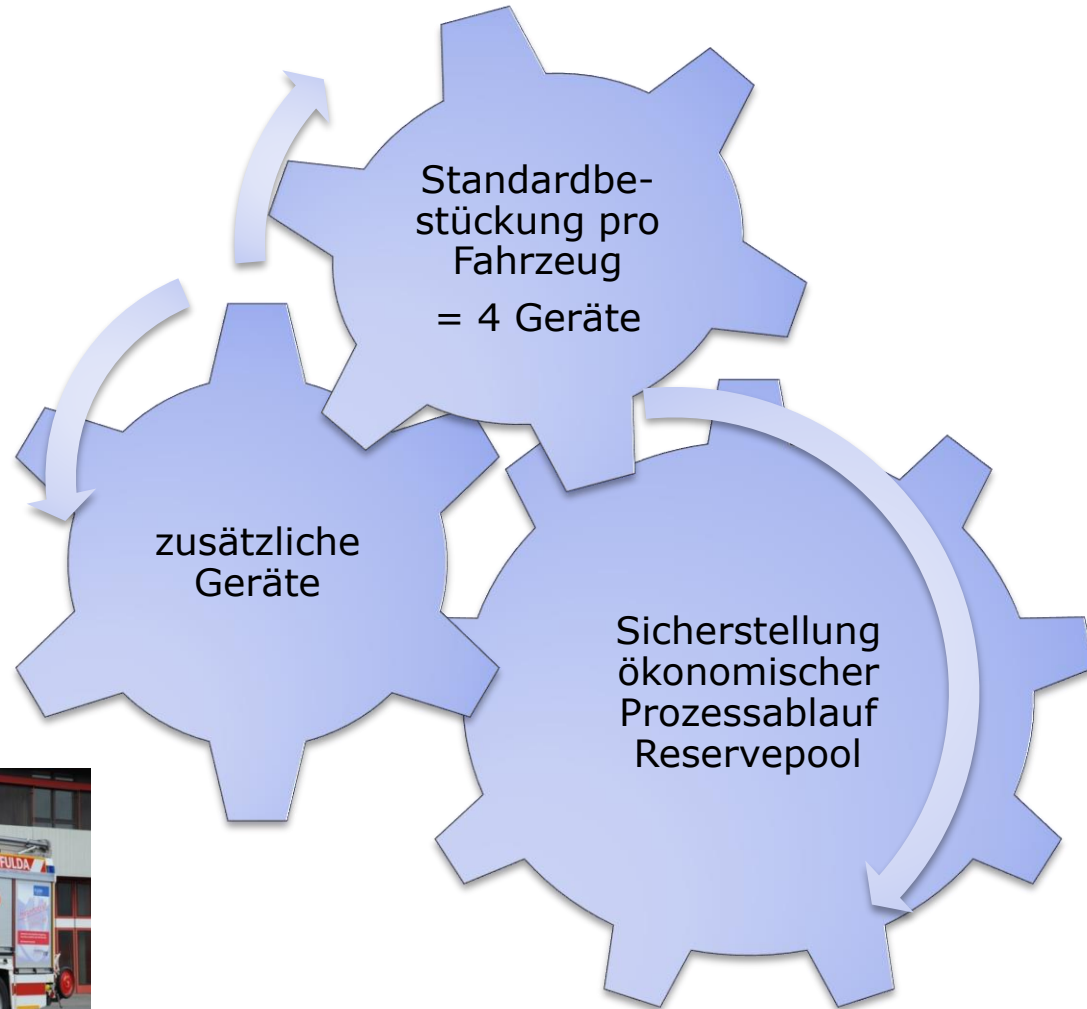 Standardbe-
stückung pro
Fahrzeug
= 4 Geräte
zusätzliche
Geräte
Sicherstellung
ökonomischer
Prozessablauf
Reservepool
FULDA